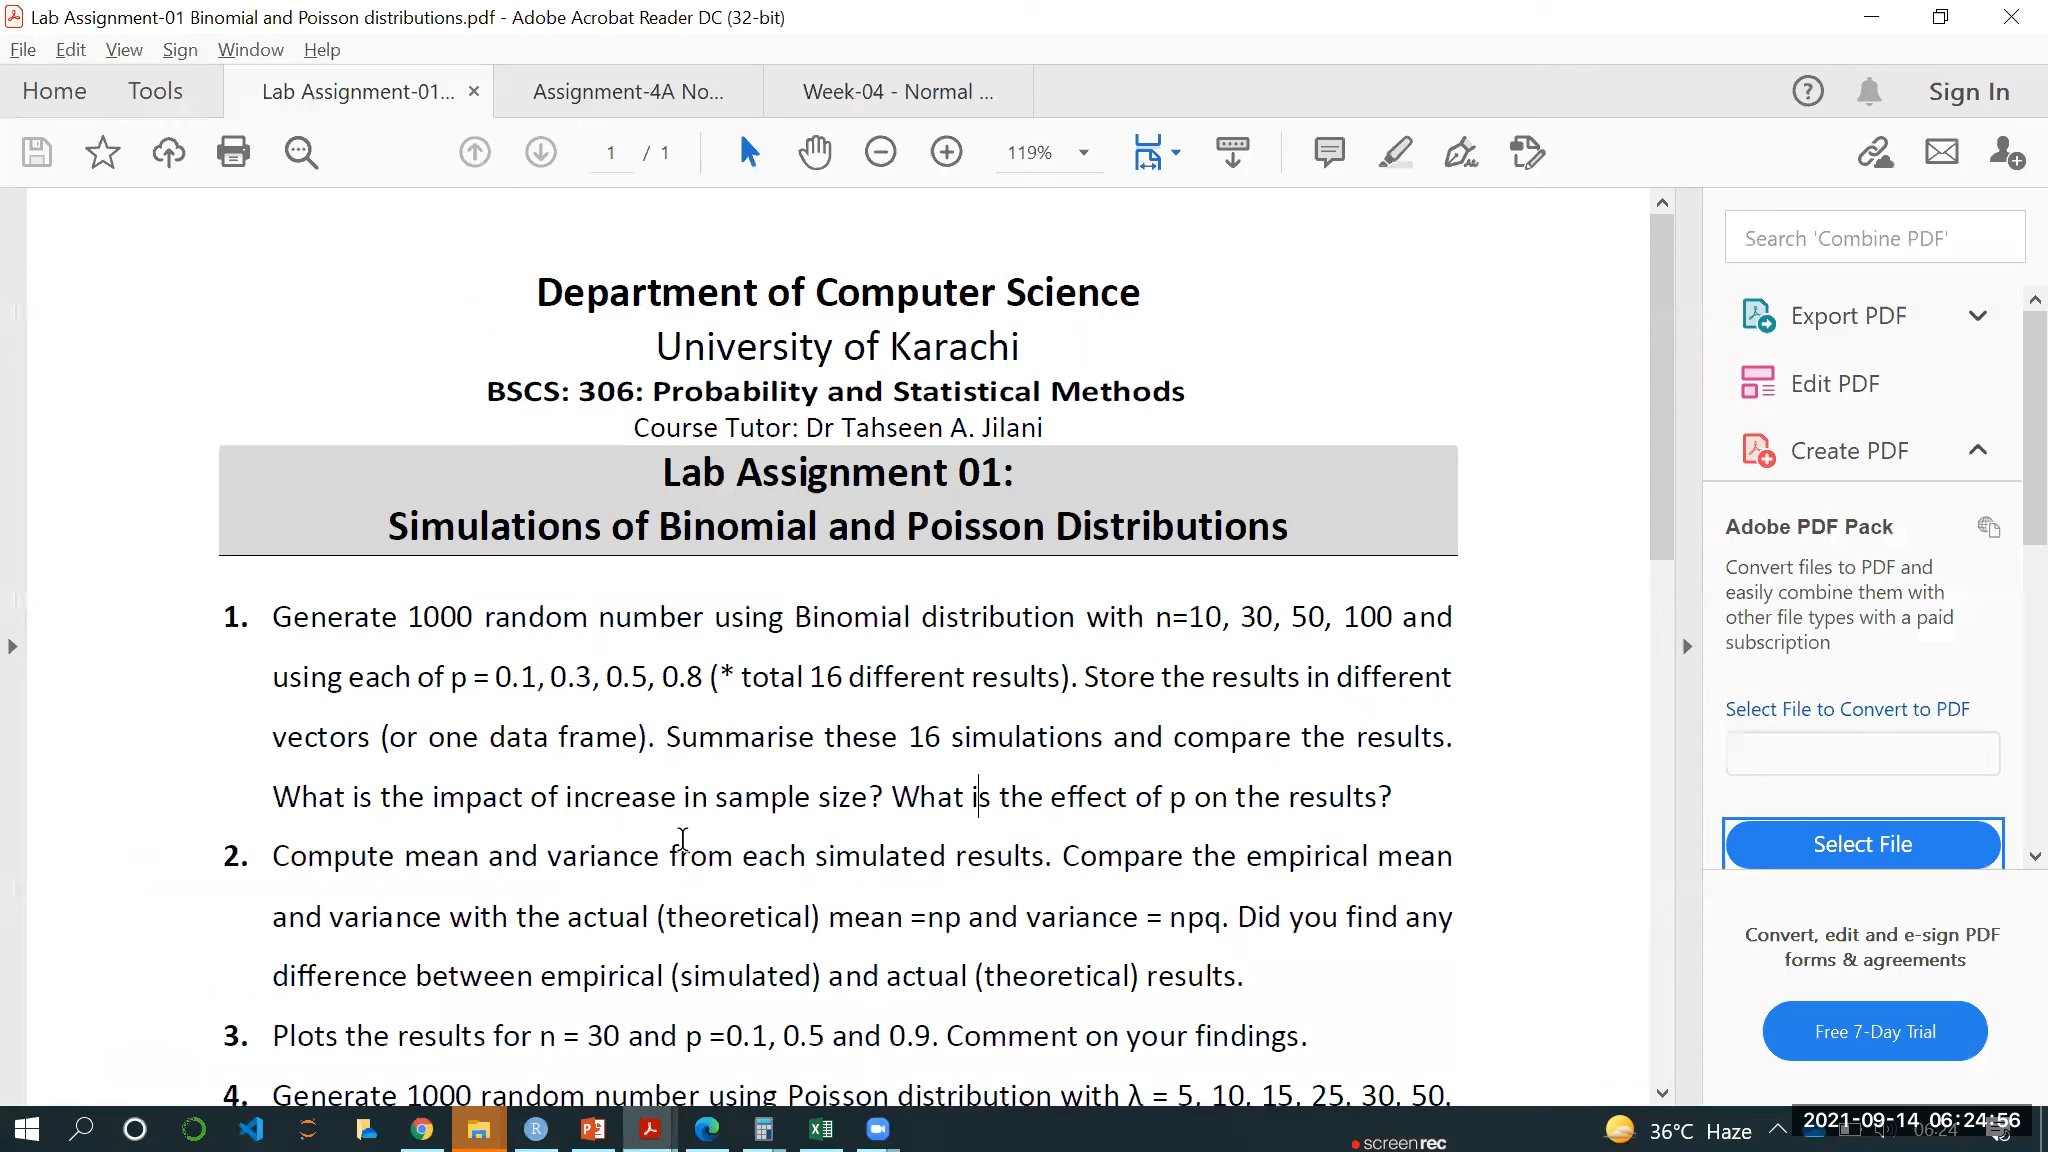 Lab Assignment-01 Binomial and Poisson distributions.pdf - Adobe Acrobat Reader DC (32-bit)
File Edit View Sign Window Help
Home Tools Lab Assignment-01... × Assignment-4A No... Week-04 - Normal ... Sign In
1 / 1 119%
Department of Computer Science
University of Karachi
BSCS: 306: Probability and Statistical Methods
Course Tutor: Dr Tahseen A. Jilani
Lab Assignment 01:
Simulations of Binomial and Poisson Distributions
1. Generate 1000 random number using Binomial distribution with n=10, 30, 50, 100 and
using each of p = 0.1, 0.3, 0.5, 0.8 (* total 16 different results). Store the results in different
vectors (or one data frame). Summarise these 16 simulations and compare the results.
What is the impact of increase in sample size? What is the effect of p on the results?
2. Compute mean and variance from each simulated results. Compare the empirical mean
and variance with the actual (theoretical) mean =np and variance = npq. Did you find any
difference between empirical (simulated) and actual (theoretical) results.
3. Plots the results for n = 30 and p =0.1, 0.5 and 0.9. Comment on your findings.
4. Generate 1000 random number using Poisson distribution with λ = 5, 10, 15, 25, 30, 50,
Search 'Combine PDF'
Export PDF
Edit PDF
Create PDF
Adobe PDF Pack
Convert files to PDF and
easily combine them with
other file types with a paid
subscription
Select File to Convert to PDF
Select File
Convert, edit and e-sign PDF
forms & agreements
Free 7-Day Trial
36°C Haze
2021-09-14 06:24:56
06:24
screenrec